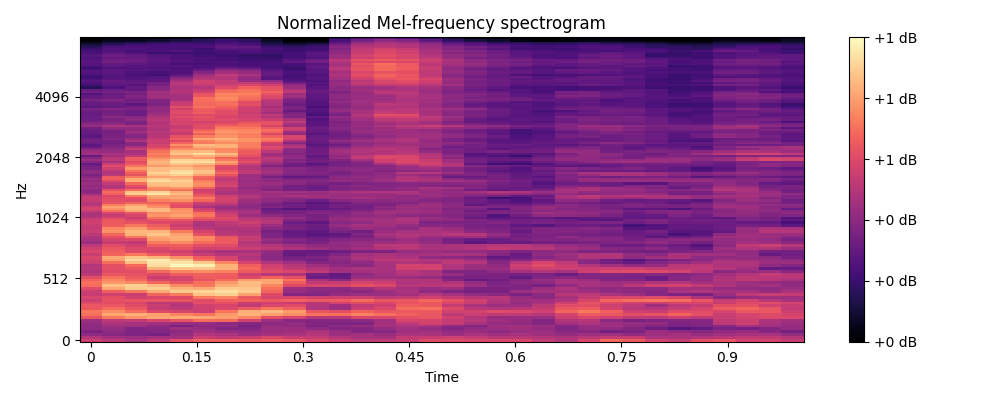 Normalized Mel-frequency spectrogram
Hz
4096
2048
1024
512
0
0 0.15 0.3 0.45 0.6 0.75 0.9
Time
+1 dB
+1 dB
+1 dB
+0 dB
+0 dB
+0 dB